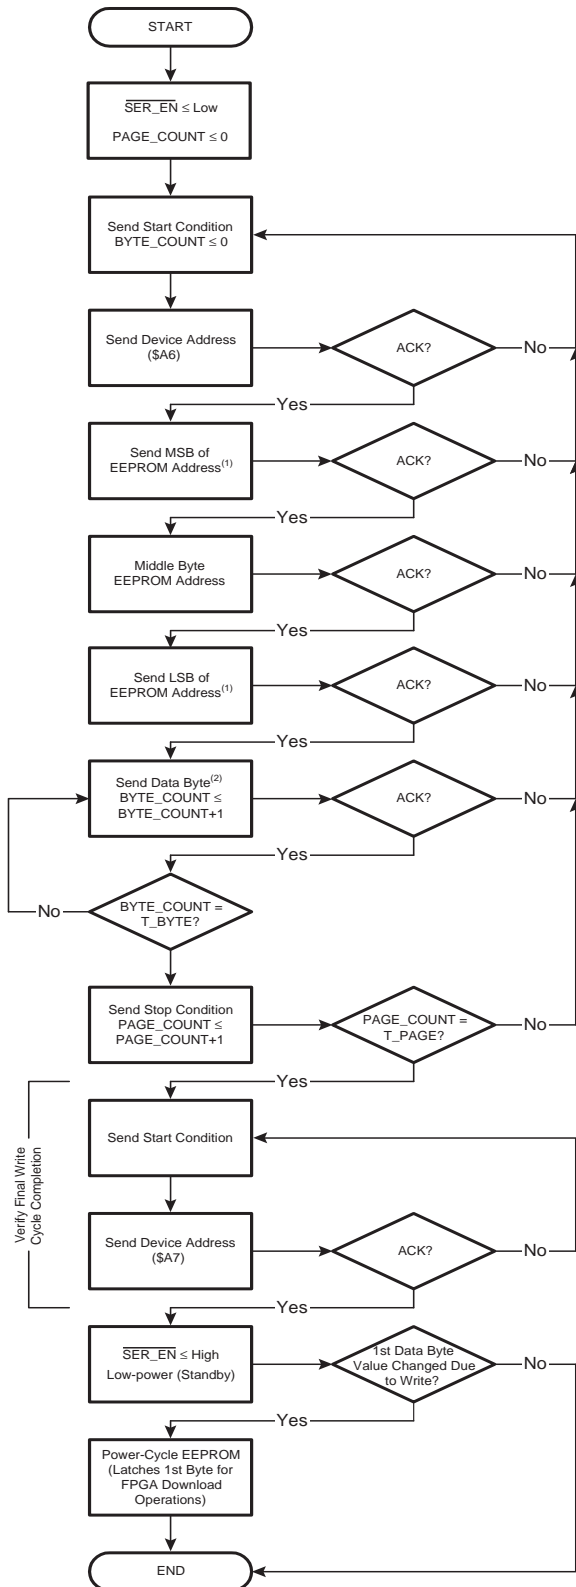 START
SER_EN ≤ Low
PAGE_COUNT ≤ 0
Send Start Condition
BYTE_COUNT ≤ 0
Send Device Address
($A6)
ACK?
No
Yes
Send MSB of
EEPROM Address(1)
ACK?
No
Yes
Middle Byte
EEPROM Address
ACK?
No
Yes
Send LSB of
EEPROM Address(1)
ACK?
No
Yes
Send Data Byte(2)
BYTE_COUNT ≤
BYTE_COUNT+1
ACK?
No
Yes
No
BYTE_COUNT =
T_BYTE?
Send Stop Condition
PAGE_COUNT ≤
PAGE_COUNT+1
PAGE_COUNT =
T_PAGE?
No
Yes
Verify Final Write
Cycle Completion
Send Start Condition
Send Device Address
($A7)
ACK?
No
Yes
SER_EN ≤ High
Low-power (Standby)
1st Data Byte
Value Changed Due
to Write?
No
Yes
Power-Cycle EEPROM
(Latches 1st Byte for
FPGA Download
Operations)
END